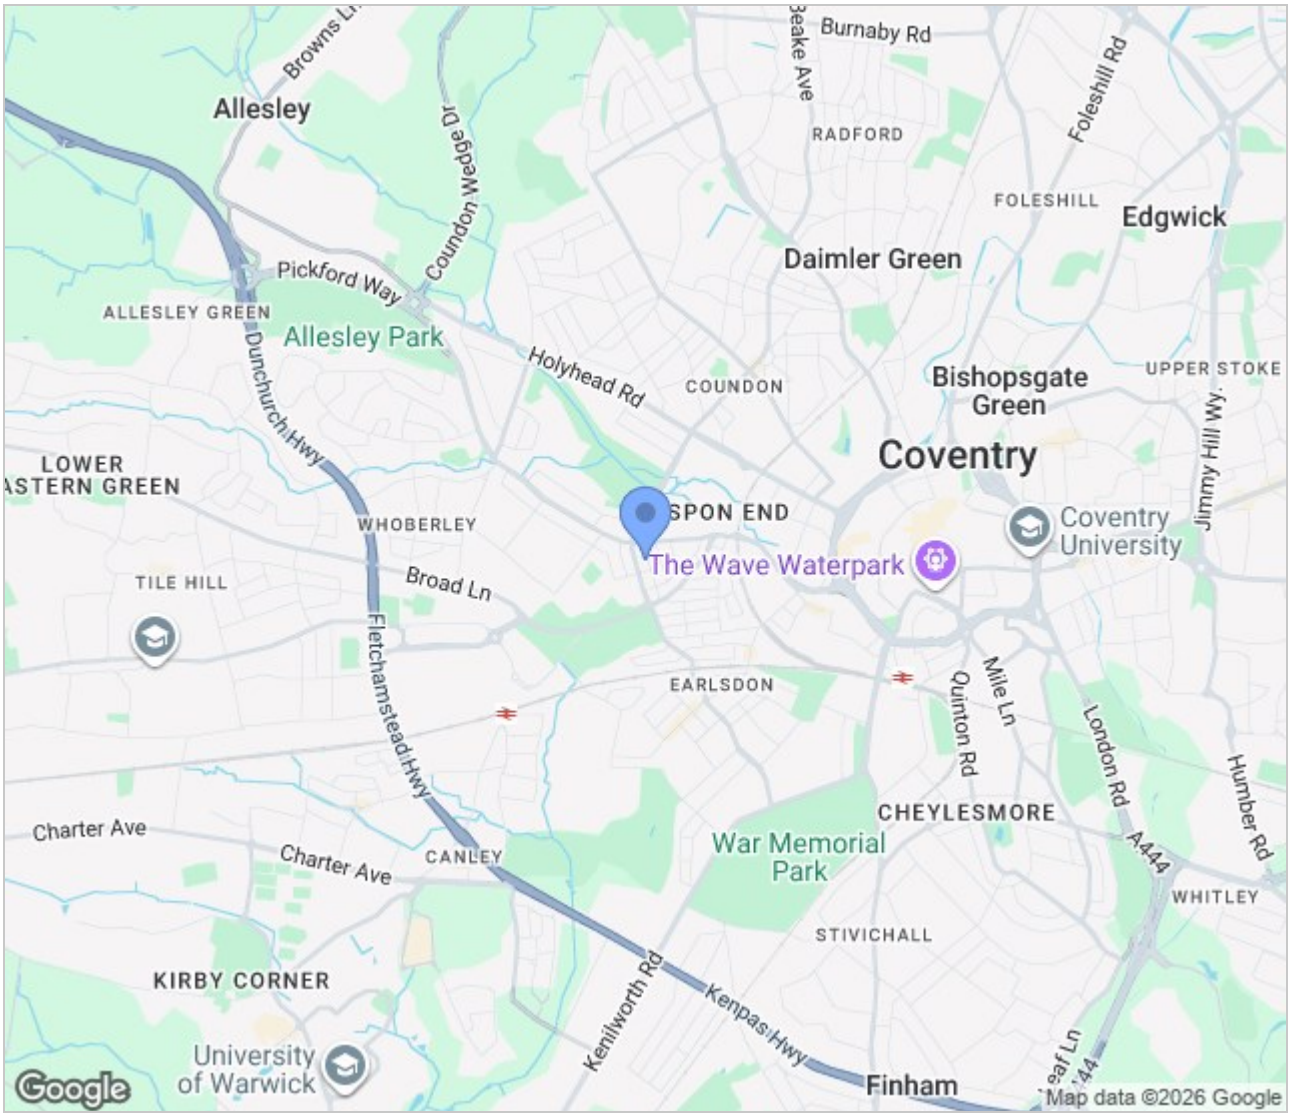 Browns Ln
Burnaby Rd
Beake Ave
Foleshill Rd
Allesley
Coundon Wedge Dr
RADFORD
FOLESHILL
Edgwick
Daimler Green
Pickford Way
ALLESLEY GREEN
Allesley Park
Dunchurch Hwy
Holyhead Rd
COUNDON
UPPER STOKE
Bishopsgate
Green
Jimmy Hill Wy.
Coventry
LOWER
ASTERN GREEN
SPON END
WHOBERLEY
Coventry
University
The Wave Waterpark
TILE HILL
Broad Ln
Fletchamstead Hwy
EARLSDON
Quinton Rd
Mile Ln
London Rd
Humber Rd
CHEYLESMORE
Charter Ave
Charter Ave
CANLEY
War Memorial
Park
A444
WHITLEY
STIVICHALL
KIRBY CORNER
Kenilworth Rd
Kenpas Hwy
University
of Warwick
Finham
eaf Ln
44
Google
Map data ©2026 Google